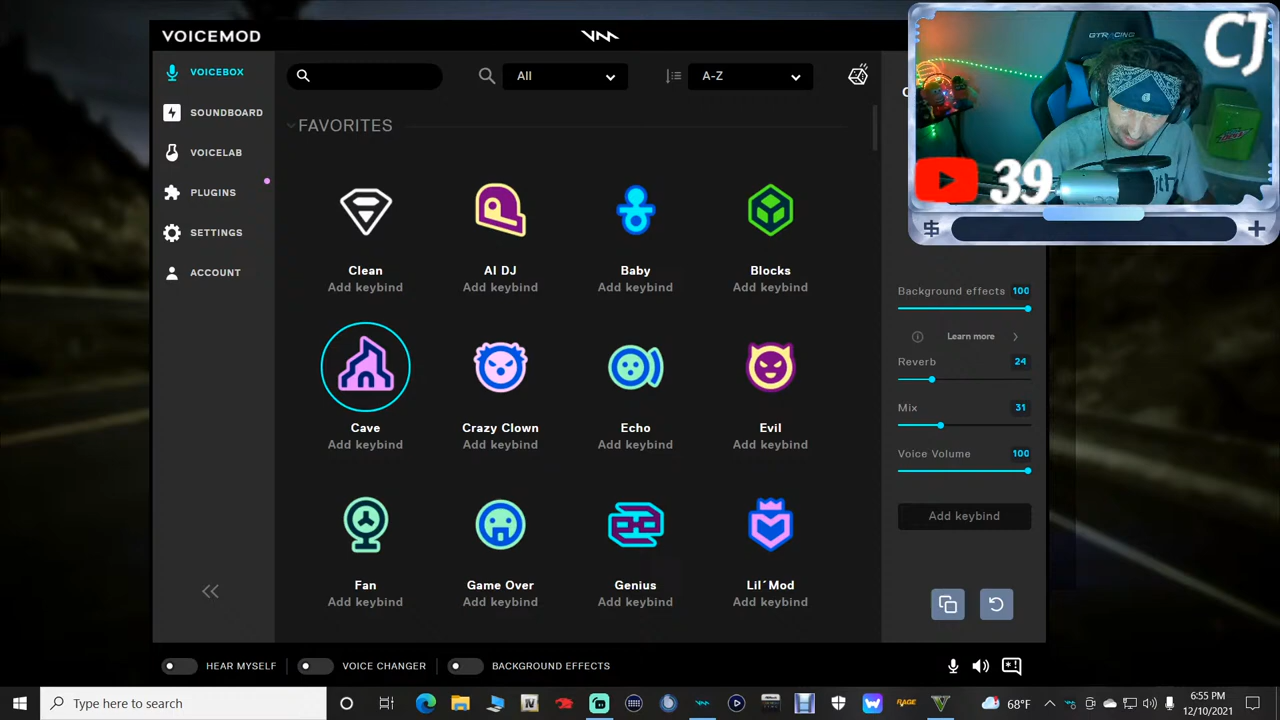 VOICEMOD
VOICEBOX
SOUNDBOARD
VOICELAB
PLUGINS
SETTINGS
ACCOUNT
All
A-Z
FAVORITES
Clean
Add keybind
AI DJ
Add keybind
Baby
Add keybind
Blocks
Add keybind
Cave
Add keybind
Crazy Clown
Add keybind
Echo
Add keybind
Evil
Add keybind
Fan
Add keybind
Game Over
Add keybind
Genius
Add keybind
Lil´Mod
Add keybind
GTRACING
CJ
39
Background effects 100
Learn more
Reverb 24
Mix 31
Voice Volume 100
Add keybind
HEAR MYSELF
VOICE CHANGER
BACKGROUND EFFECTS
Type here to search
RAGE
68°F
6:55 PM
12/10/2021